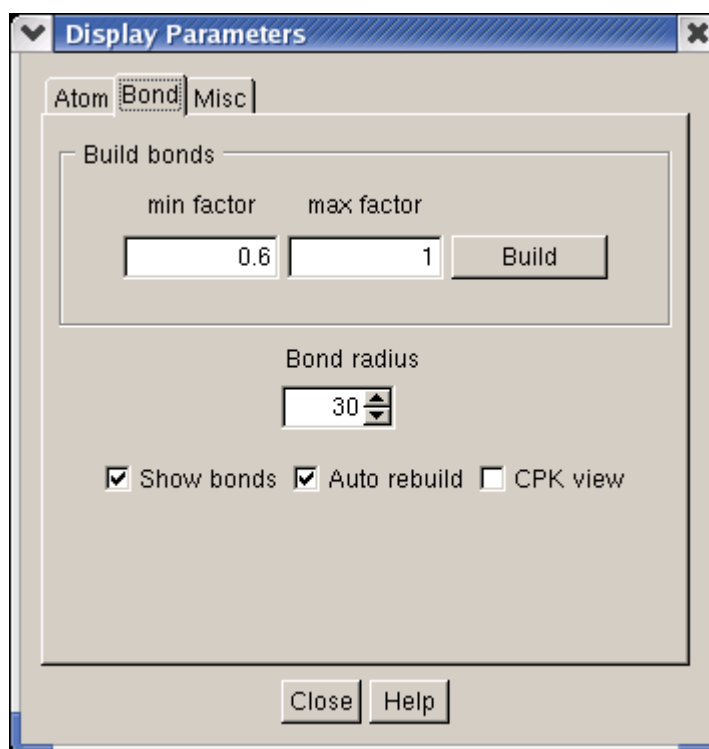 Display Parameters
Atom Bond Misc
Build bonds
min factor max factor
0.6 1 Build
Bond radius
30
Show bonds Auto rebuild CPK view
Close Help